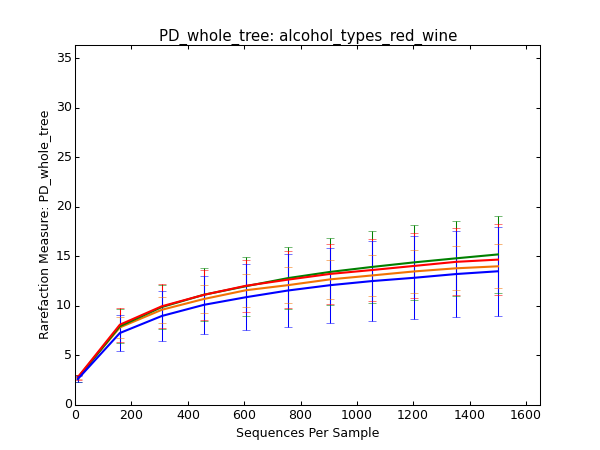 PD_whole_tree: alcohol_types_red_wine
35
30
25
20
15
10
5
0
Rarefaction Measure: PD_whole_tree
0 200 400 600 800 1000 1200 1400 1600
Sequences Per Sample